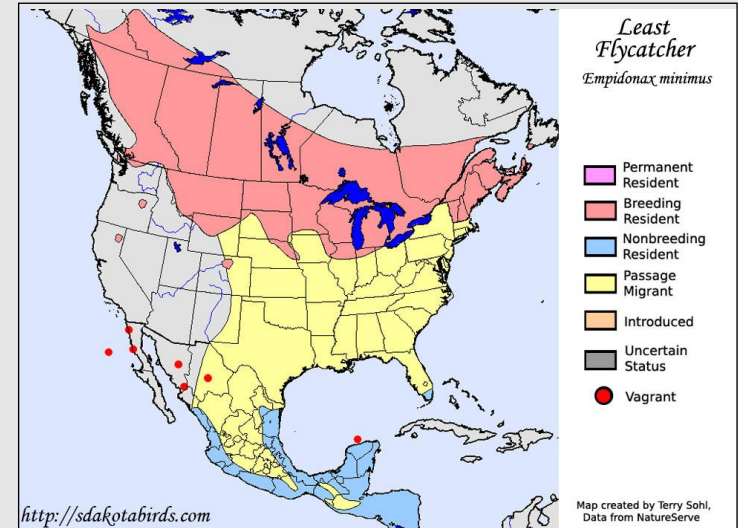 Least
Flycatcher
Empidonax minimus
Permanent
Resident
Breeding
Resident
Nonbreeding
Resident
Passage
Migrant
Introduced
Uncertain
Status
Vagrant
http://sdakotabirds.com
Map created by Terry Sohl,
Data from NatureServe